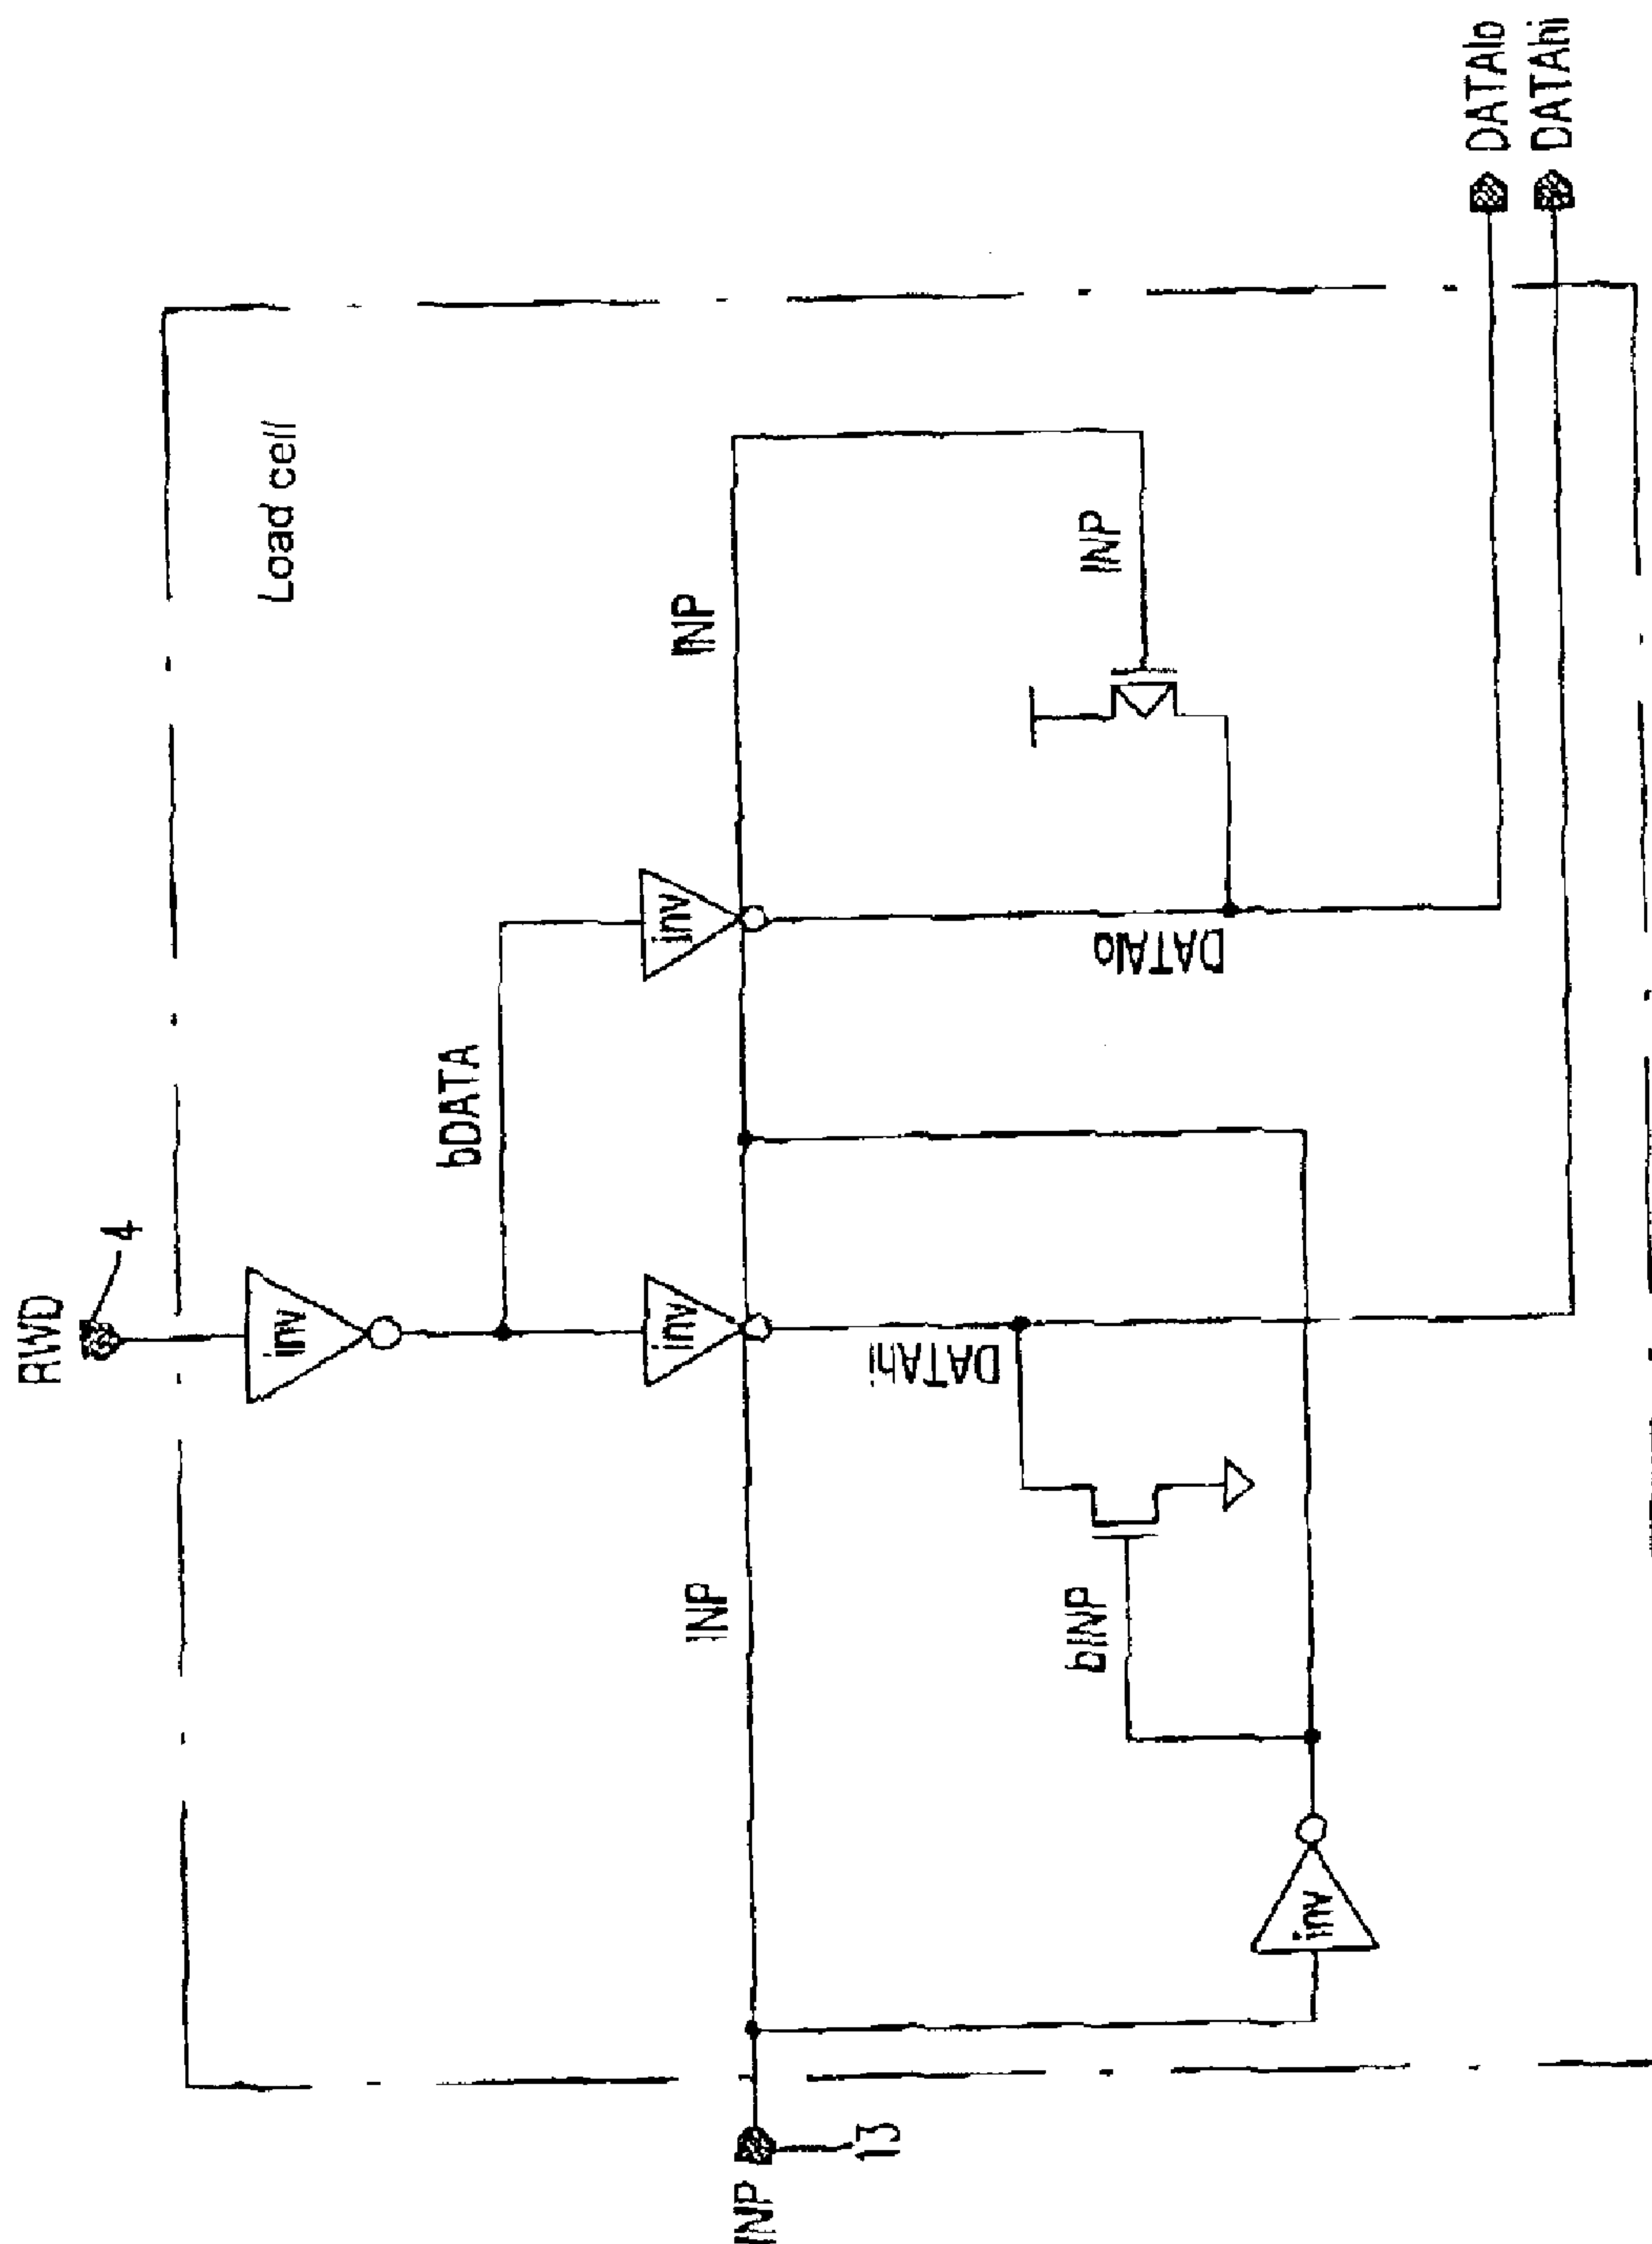 RWD
4
Load cell
inv
bDATA
inv
inv
INP
INP
DATAhi
DATAlo
INP
bINP
inv
INP
13
DATAlo
DATAhi